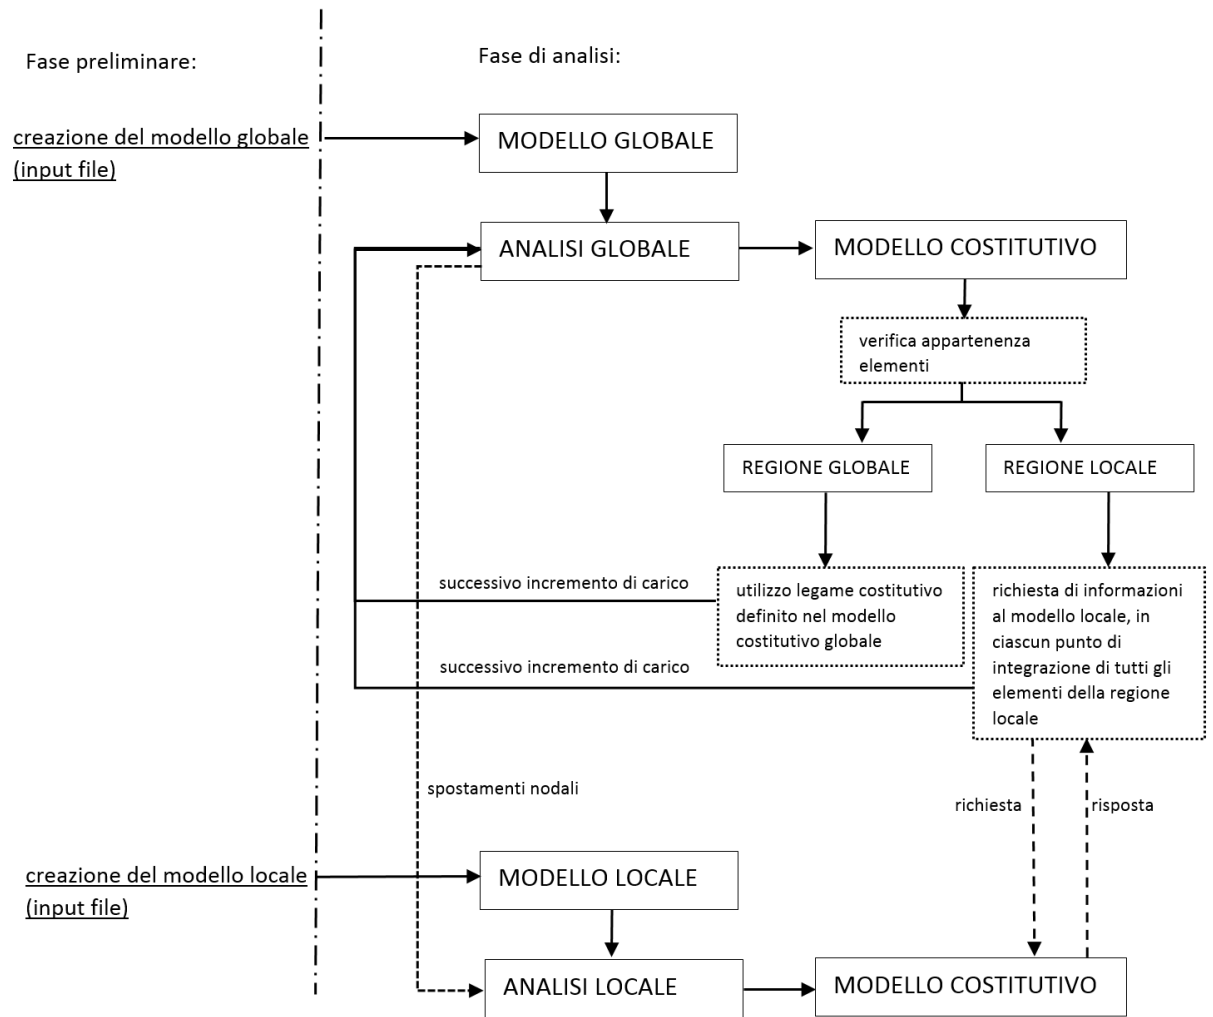 Fase preliminare:
Fase di analisi:
creazione del modello globale
(input file)
MODELLO GLOBALE
ANALISI GLOBALE
MODELLO COSTITUTIVO
verifica appartenenza
elementi
REGIONE GLOBALE
REGIONE LOCALE
successivo incremento di carico
utilizzo legame costitutivo
definito nel modello
costitutivo globale
richiesta di informazioni
al modello locale, in
ciascun punto di
integrazione di tutti gli
elementi della regione
locale
successivo incremento di carico
spostamenti nodali
richiesta
risposta
creazione del modello locale
(input file)
MODELLO LOCALE
ANALISI LOCALE
MODELLO COSTITUTIVO